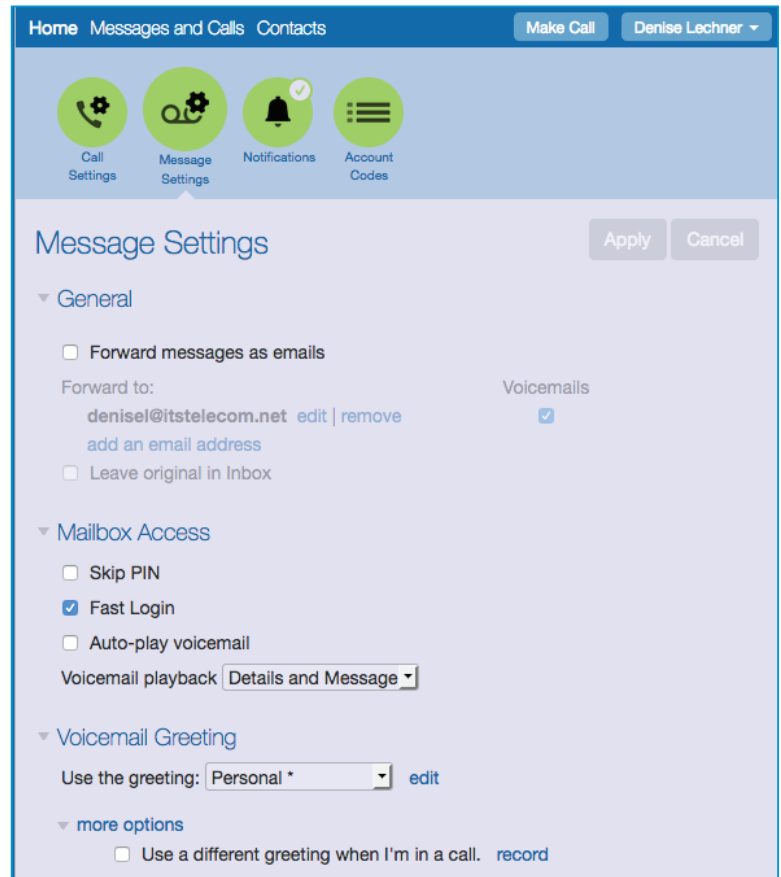 Home Messages and Calls Contacts Make Call Denise Lechner
Call Settings
Message Settings
Notifications
Account Codes
Message Settings Apply Cancel
General
Forward messages as emails
Forward to: Voicemails
denisel@itstelecom.net edit | remove
add an email address
Leave original in Inbox
Mailbox Access
Skip PIN
Fast Login
Auto-play voicemail
Voicemail playback Details and Message
Voicemail Greeting
Use the greeting: Personal * edit
more options
Use a different greeting when I'm in a call. record